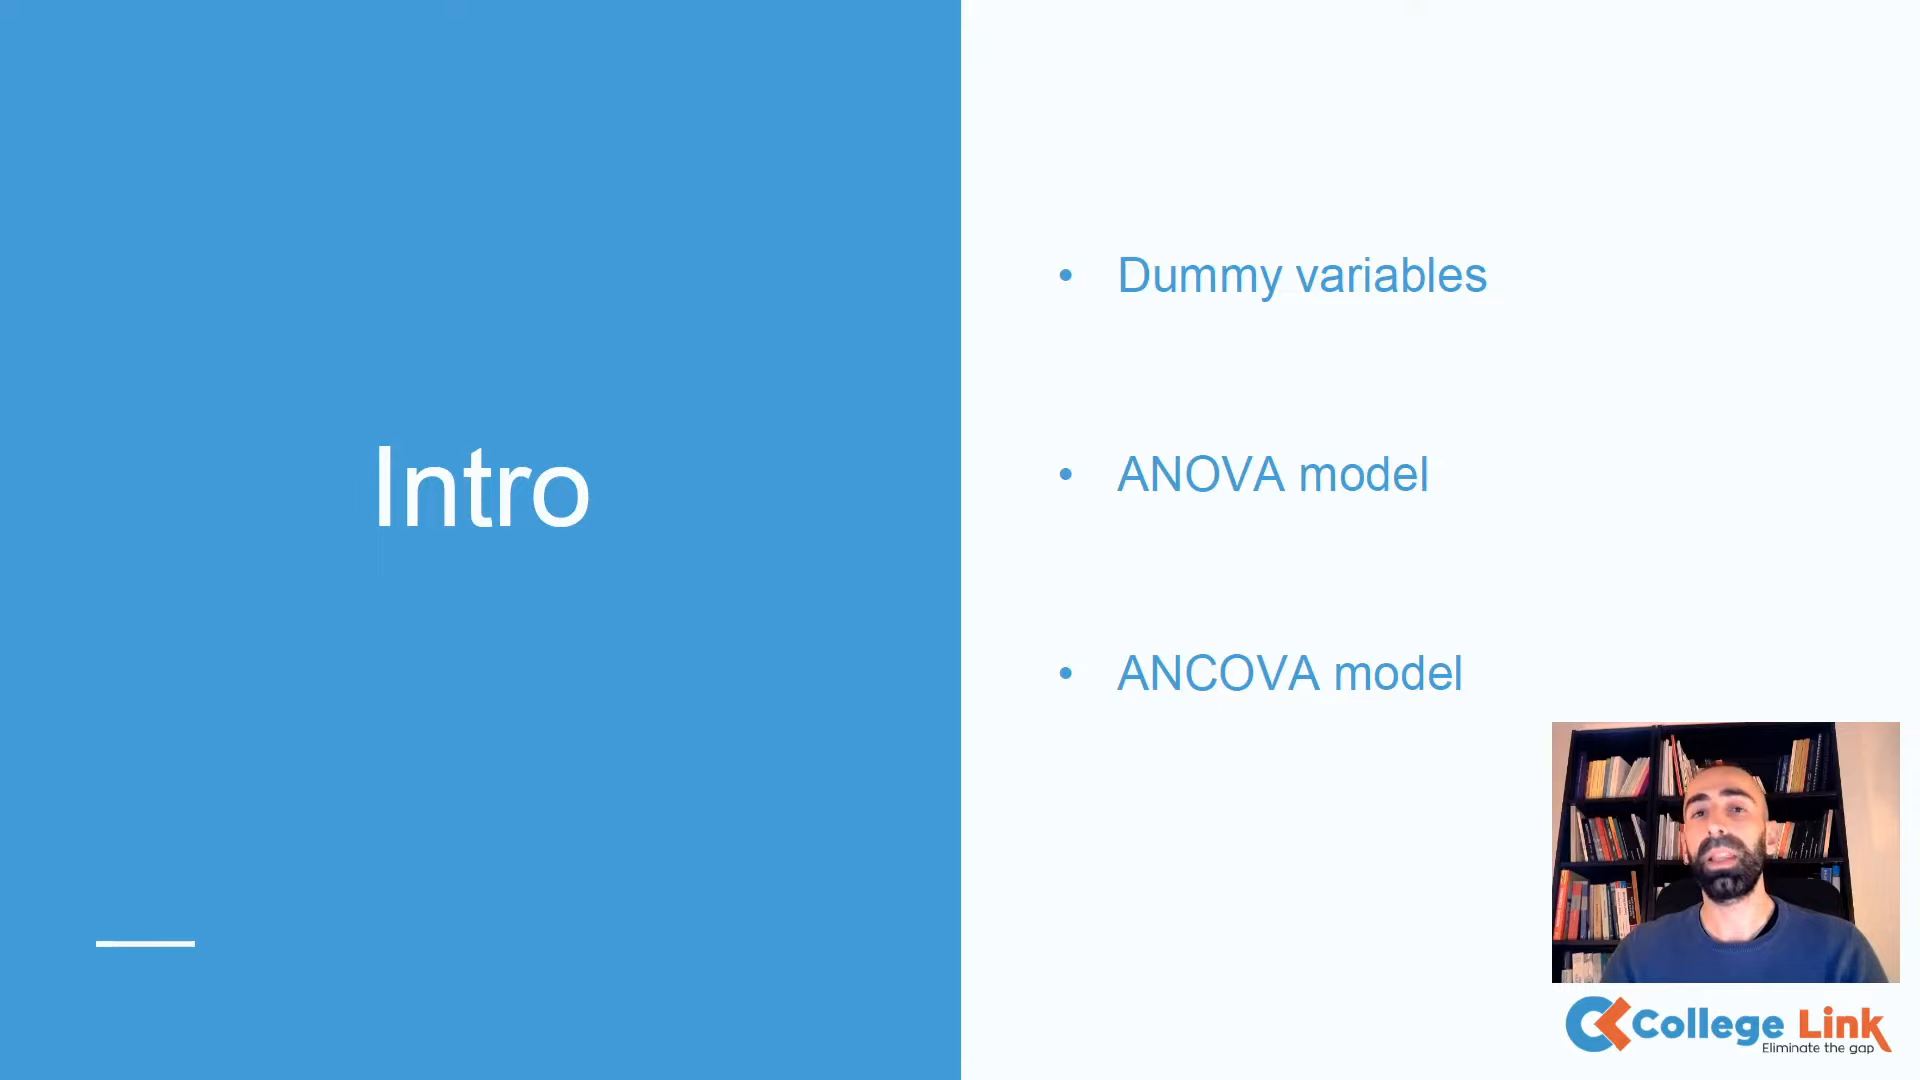 Intro
• Dummy variables
• ANOVA model
• ANCOVA model
College Link
Eliminate the gap